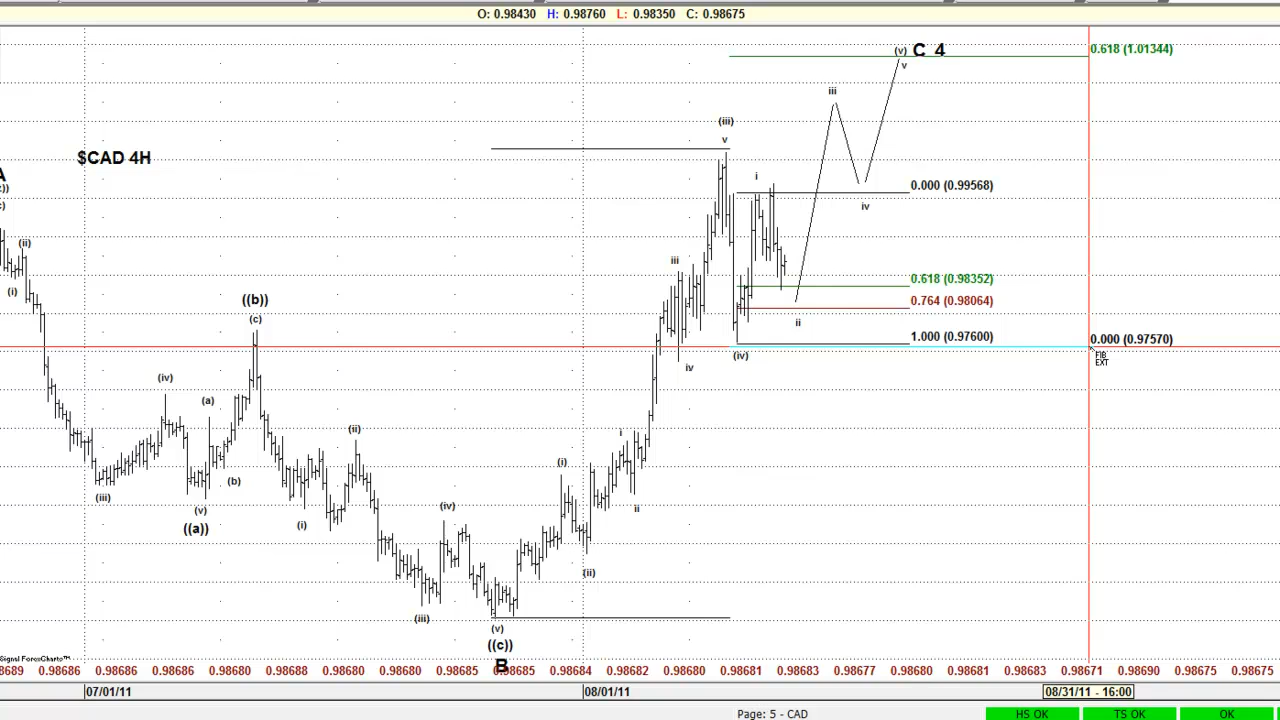 O: 0.98430 H: 0.98760 L: 0.98350 C: 0.98675
(v) C 4
v
0.618 (1.01344)
iii
(iii)
v
$CAD 4H
A
i
0.000 (0.99568)
iv
(ii)
iii
0.618 (0.98352)
(i)
((b))
0.764 (0.98064)
(c)
ii
1.000 (0.97600)
0.000 (0.97570)
(iv)
FIB
EXT
iv
(iv)
(a)
(ii)
i
(i)
(b)
(iii)
(iv)
ii
(v)
(i)
((a))
(ii)
(iii)
(v)
((c))
B
0.98686 0.98686 0.98686 0.98680 0.98680 0.98680 0.98685 0.98685 0.98684 0.98682 0.98680 0.98681 0.98683 0.98677 0.98680 0.98681 0.98683 0.98671 0.98690 0.98675 0.98675
07/01/11 08/01/11 08/31/11 - 16:00
Page: 5 - CAD HS OK TS OK OK